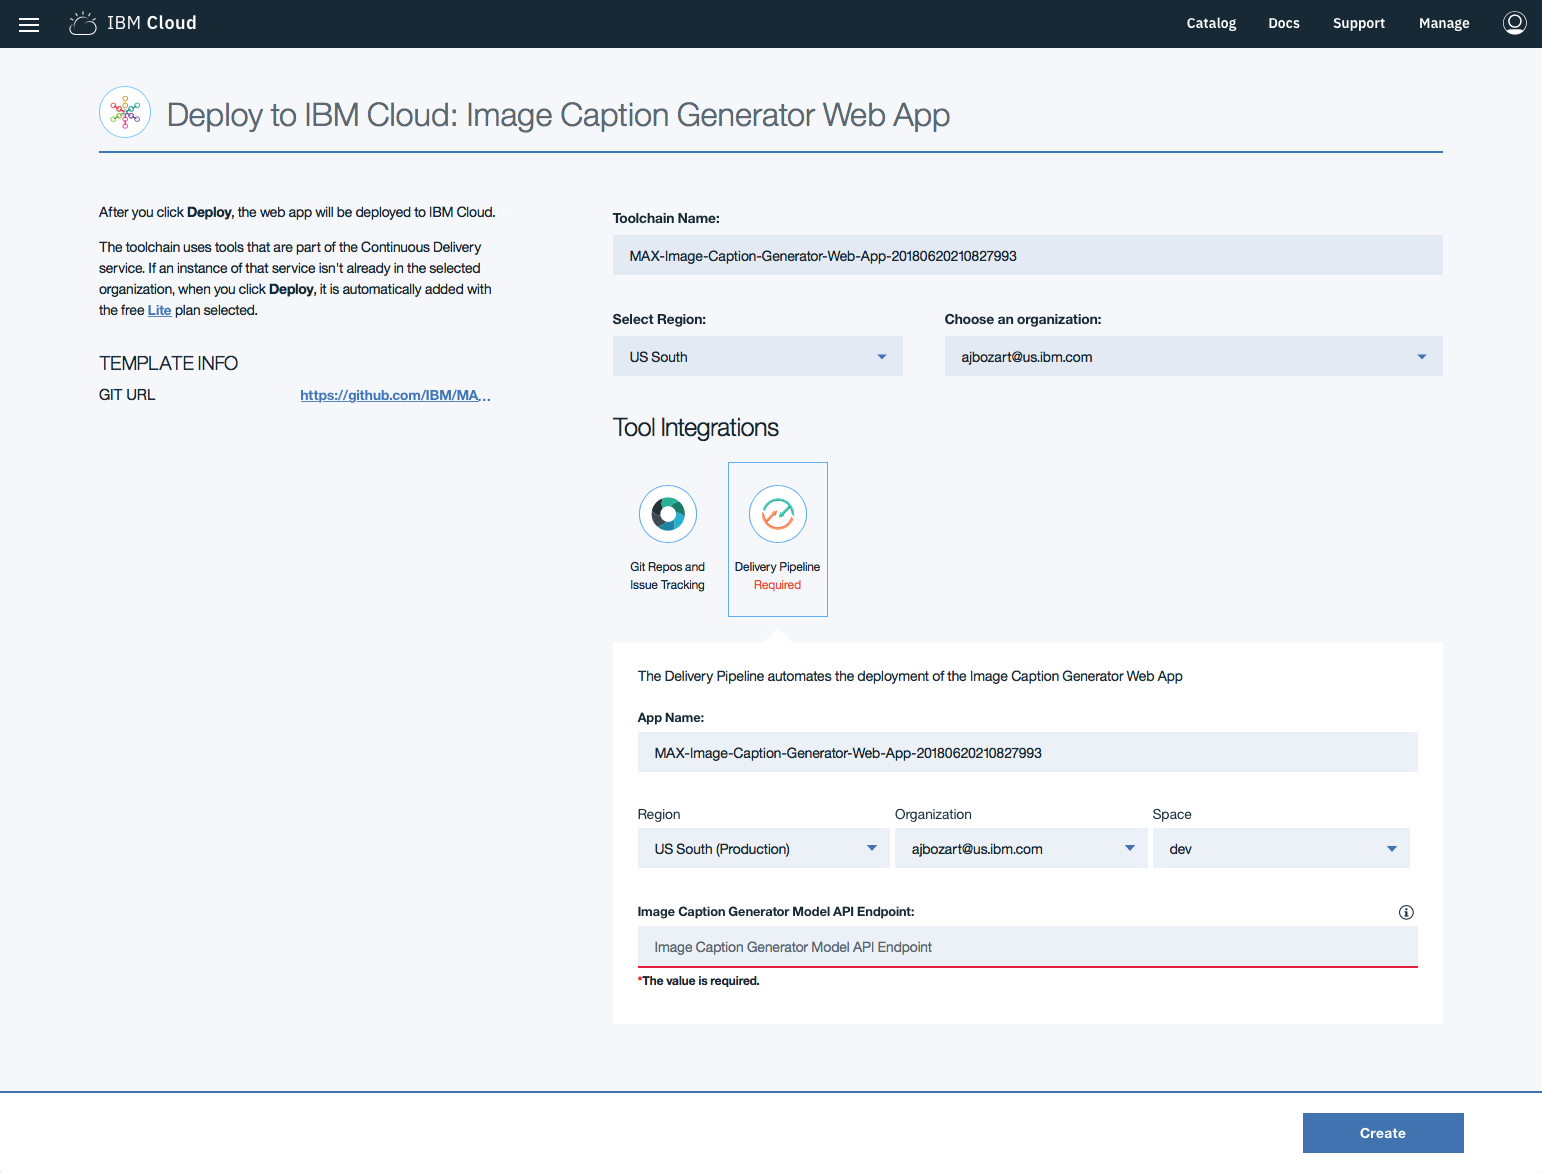 IBM Cloud
Catalog Docs Support Manage
Deploy to IBM Cloud: Image Caption Generator Web App
After you click Deploy, the web app will be deployed to IBM Cloud.
The toolchain uses tools that are part of the Continuous Delivery
service. If an instance of that service isn't already in the selected
organization, when you click Deploy, it is automatically added with
the free Lite plan selected.
TEMPLATE INFO
GIT URL https://github.com/IBM/MA...
Toolchain Name:
MAX-Image-Caption-Generator-Web-App-20180620210827993
Select Region: Choose an organization:
US South ajbozart@us.ibm.com
Tool Integrations
Git Repos and
Issue Tracking
Delivery Pipeline
Required
The Delivery Pipeline automates the deployment of the Image Caption Generator Web App
App Name:
MAX-Image-Caption-Generator-Web-App-20180620210827993
Region Organization Space
US South (Production) ajbozart@us.ibm.com dev
Image Caption Generator Model API Endpoint:
Image Caption Generator Model API Endpoint
*The value is required.
Create